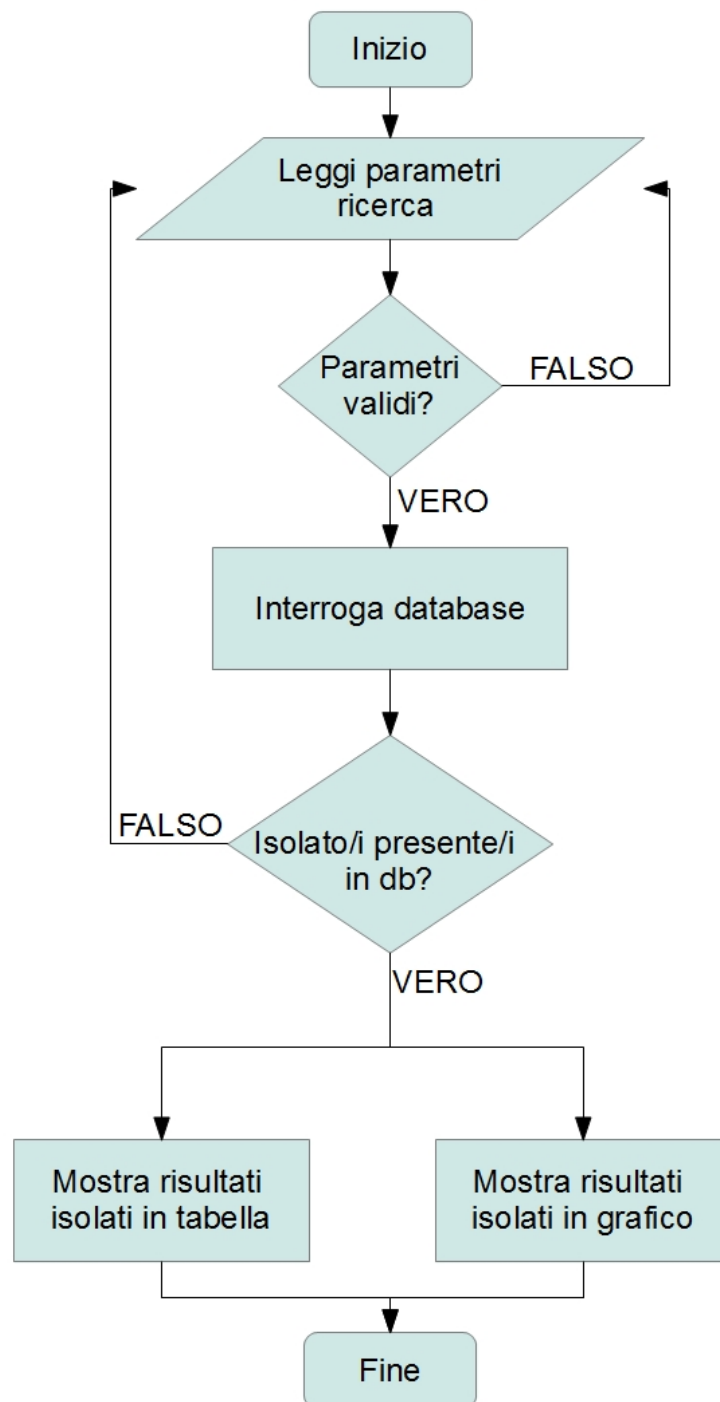 Inizio
Leggi parametri
ricerca
Parametri
validi?
FALSO
VERO
Interroga database
FALSO
Isolato/i presente/i
in db?
VERO
Mostra risultati
isolati in tabella
Mostra risultati
isolati in grafico
Fine